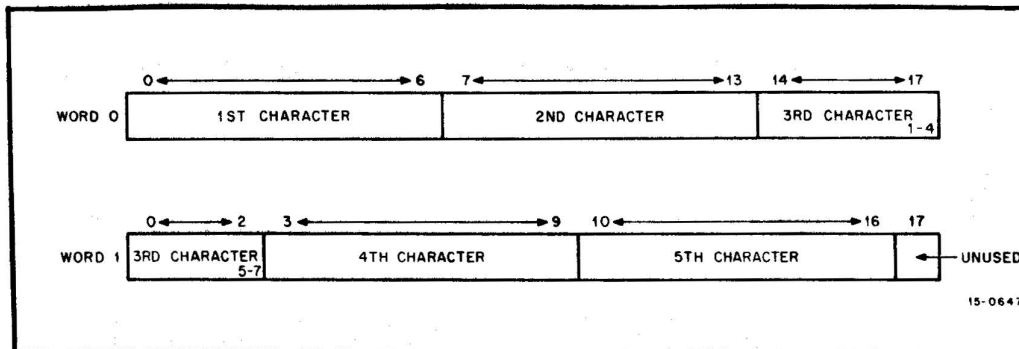 0 6 7 13 14 17
WORD 0 1ST CHARACTER 2ND CHARACTER 3RD CHARACTER
1-4
0 2 3 9 10 16 17
WORD 1 3RD CHARACTER 4TH CHARACTER 5TH CHARACTER UNUSED
5-7
15-0647